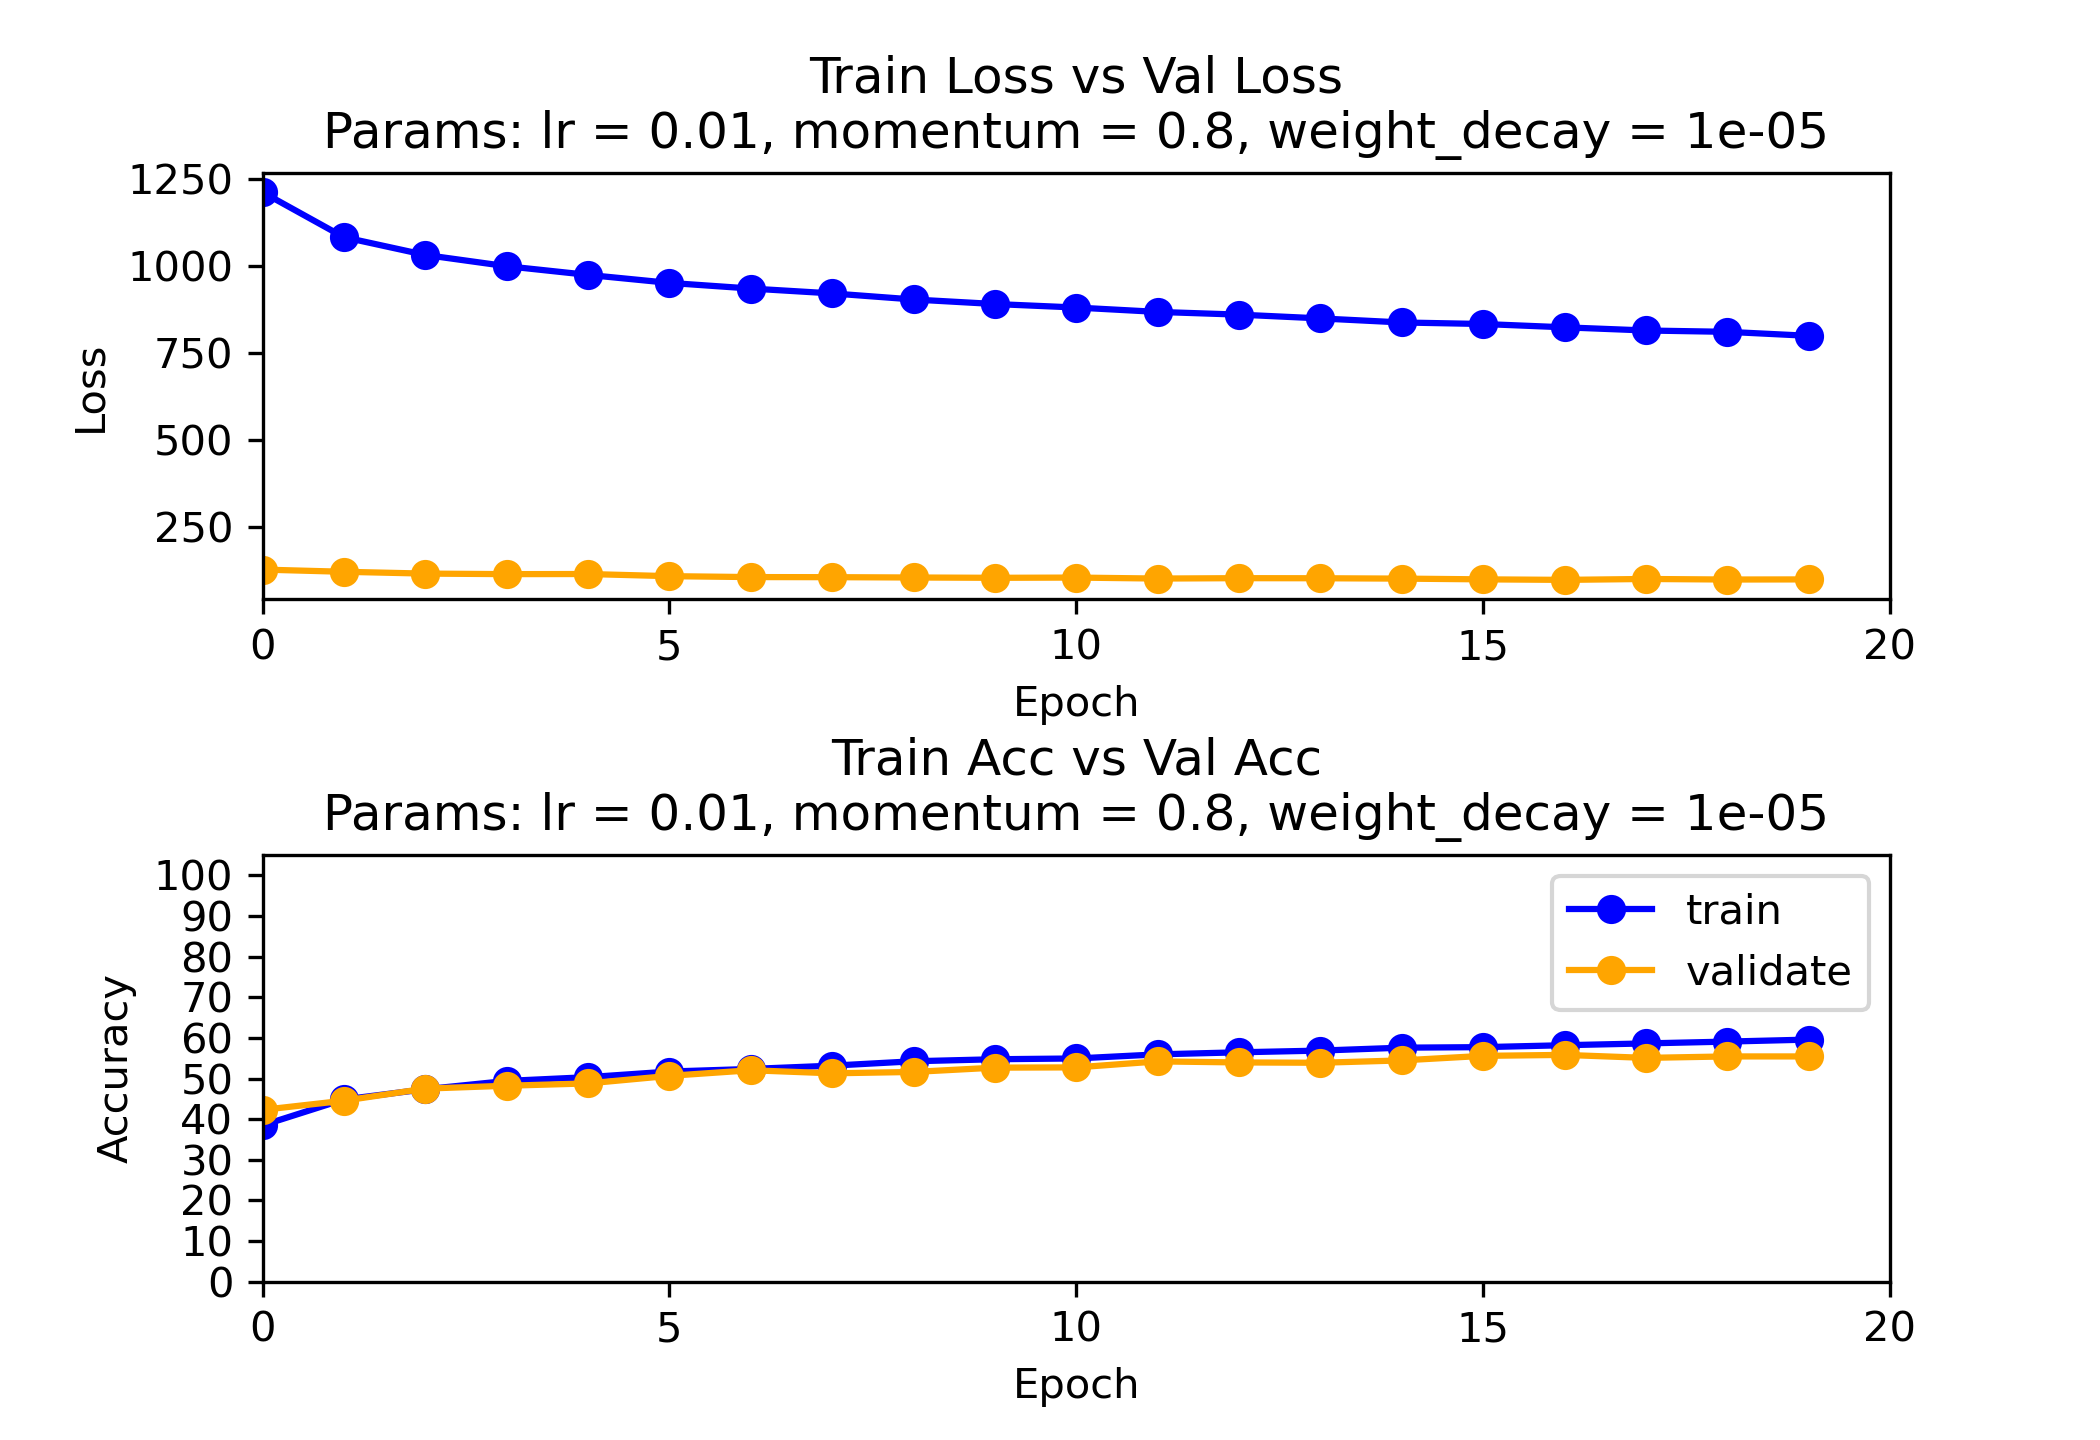 Train Loss vs Val Loss
Params: lr = 0.01, momentum = 0.8, weight_decay = 1e-05
1250
1000
750
500
250
Loss
0 5 10 15 20
Epoch
Train Acc vs Val Acc
Params: lr = 0.01, momentum = 0.8, weight_decay = 1e-05
100
90
80
70
60
50
40
30
20
10
0
Accuracy
train
validate
0 5 10 15 20
Epoch